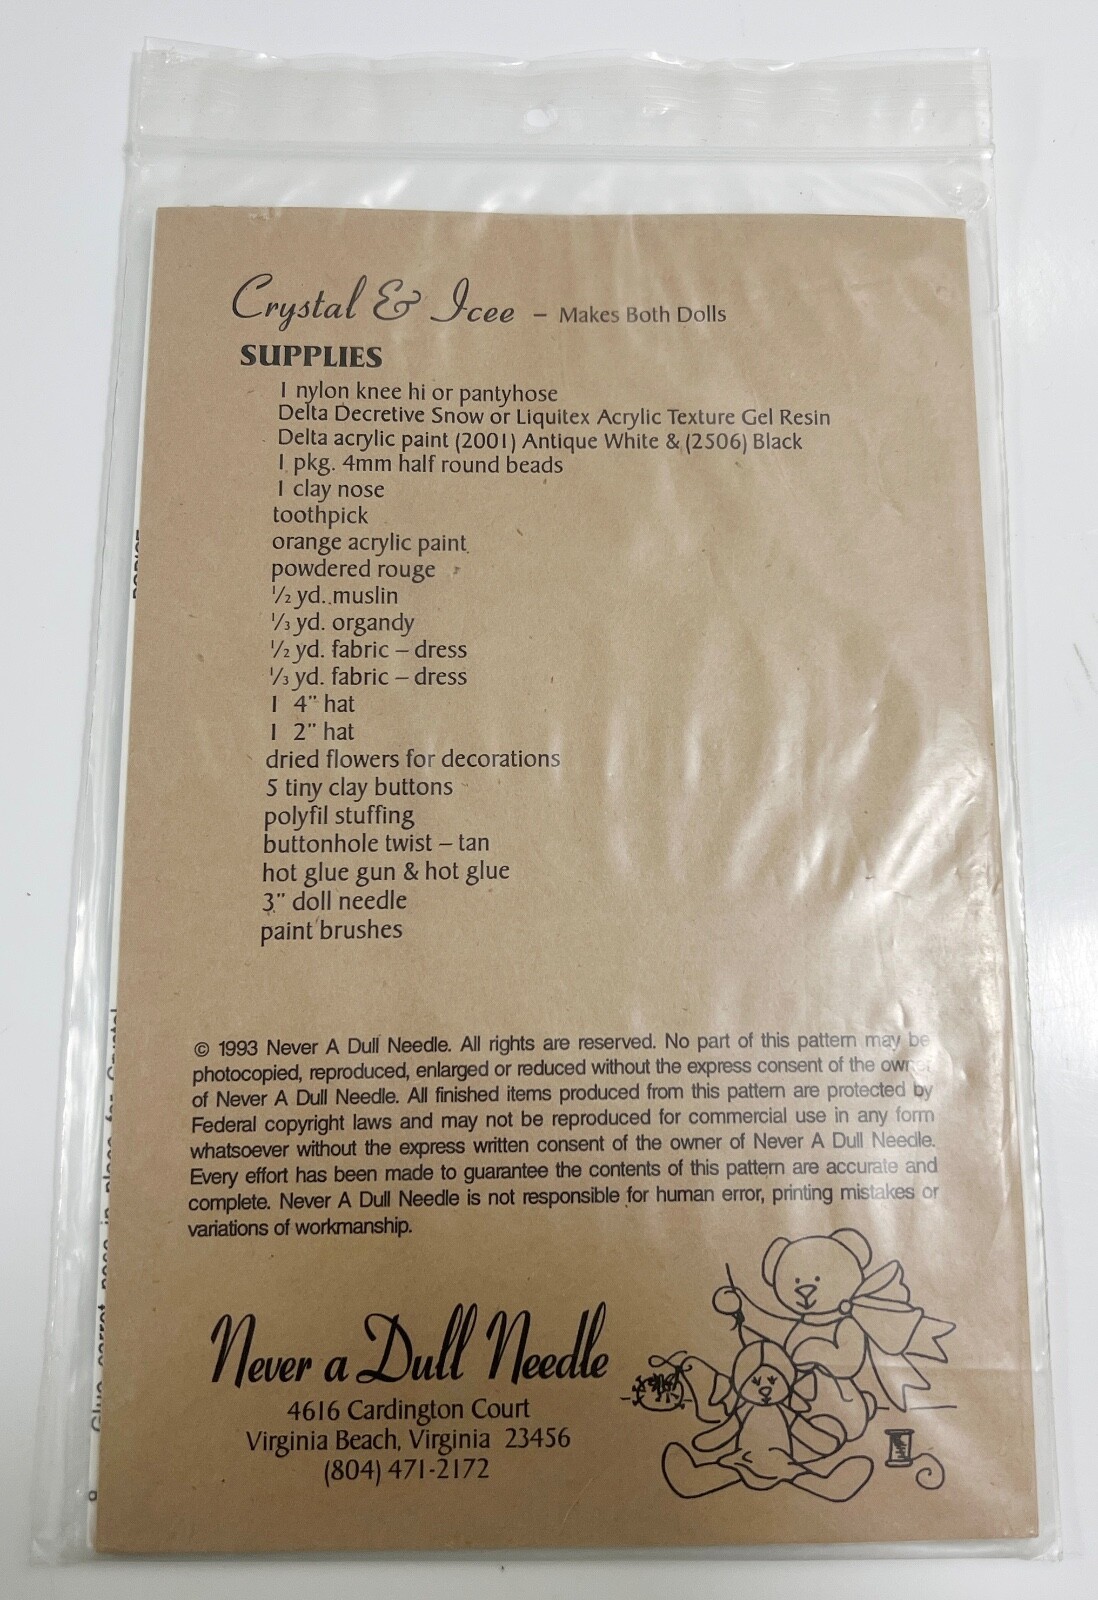 Crystal & Icee – Makes Both Dolls
SUPPLIES
1 nylon knee hi or pantyhose
Delta Decretive Snow or Liquitex Acrylic Texture Gel Resin
Delta acrylic paint (2001) Antique White & (2506) Black
1 pkg. 4mm half round beads
1 clay nose
toothpick
orange acrylic paint
powdered rouge
½ yd. muslin
⅓ yd. organdy
½ yd. fabric – dress
⅓ yd. fabric – dress
1 4" hat
1 2" hat
dried flowers for decorations
5 tiny clay buttons
polyfil stuffing
buttonhole twist – tan
hot glue gun & hot glue
3" doll needle
paint brushes
© 1993 Never A Dull Needle. All rights are reserved. No part of this pattern may be
photocopied, reproduced, enlarged or reduced without the express consent of the owner
of Never A Dull Needle. All finished items produced from this pattern are protected by
Federal copyright laws and may not be reproduced for commercial use in any form
whatsoever without the express written consent of the owner of Never A Dull Needle.
Every effort has been made to guarantee the contents of this pattern are accurate and
complete. Never A Dull Needle is not responsible for human error, printing mistakes or
variations of workmanship.
Never a Dull Needle
4616 Cardington Court
Virginia Beach, Virginia 23456
(804) 471-2172